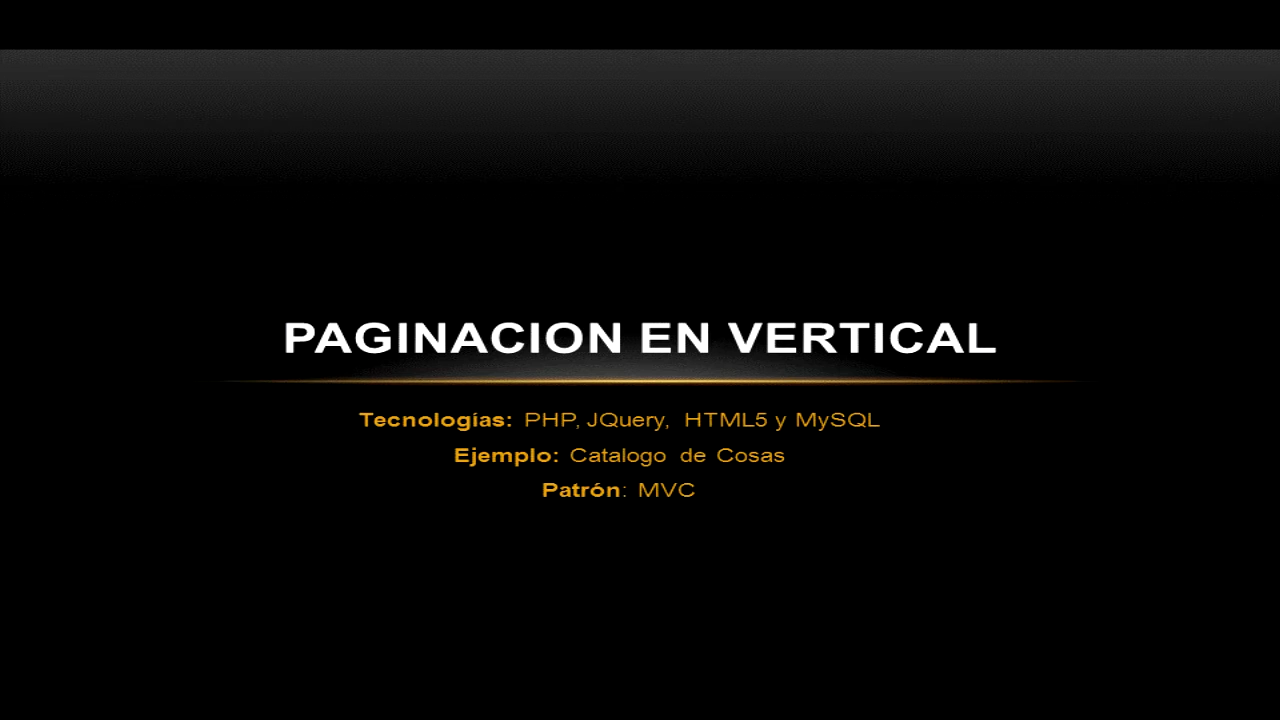 PAGINACION EN VERTICAL
Tecnologías: PHP, JQuery, HTML5 y MySQL
Ejemplo: Catalogo de Cosas
Patrón: MVC